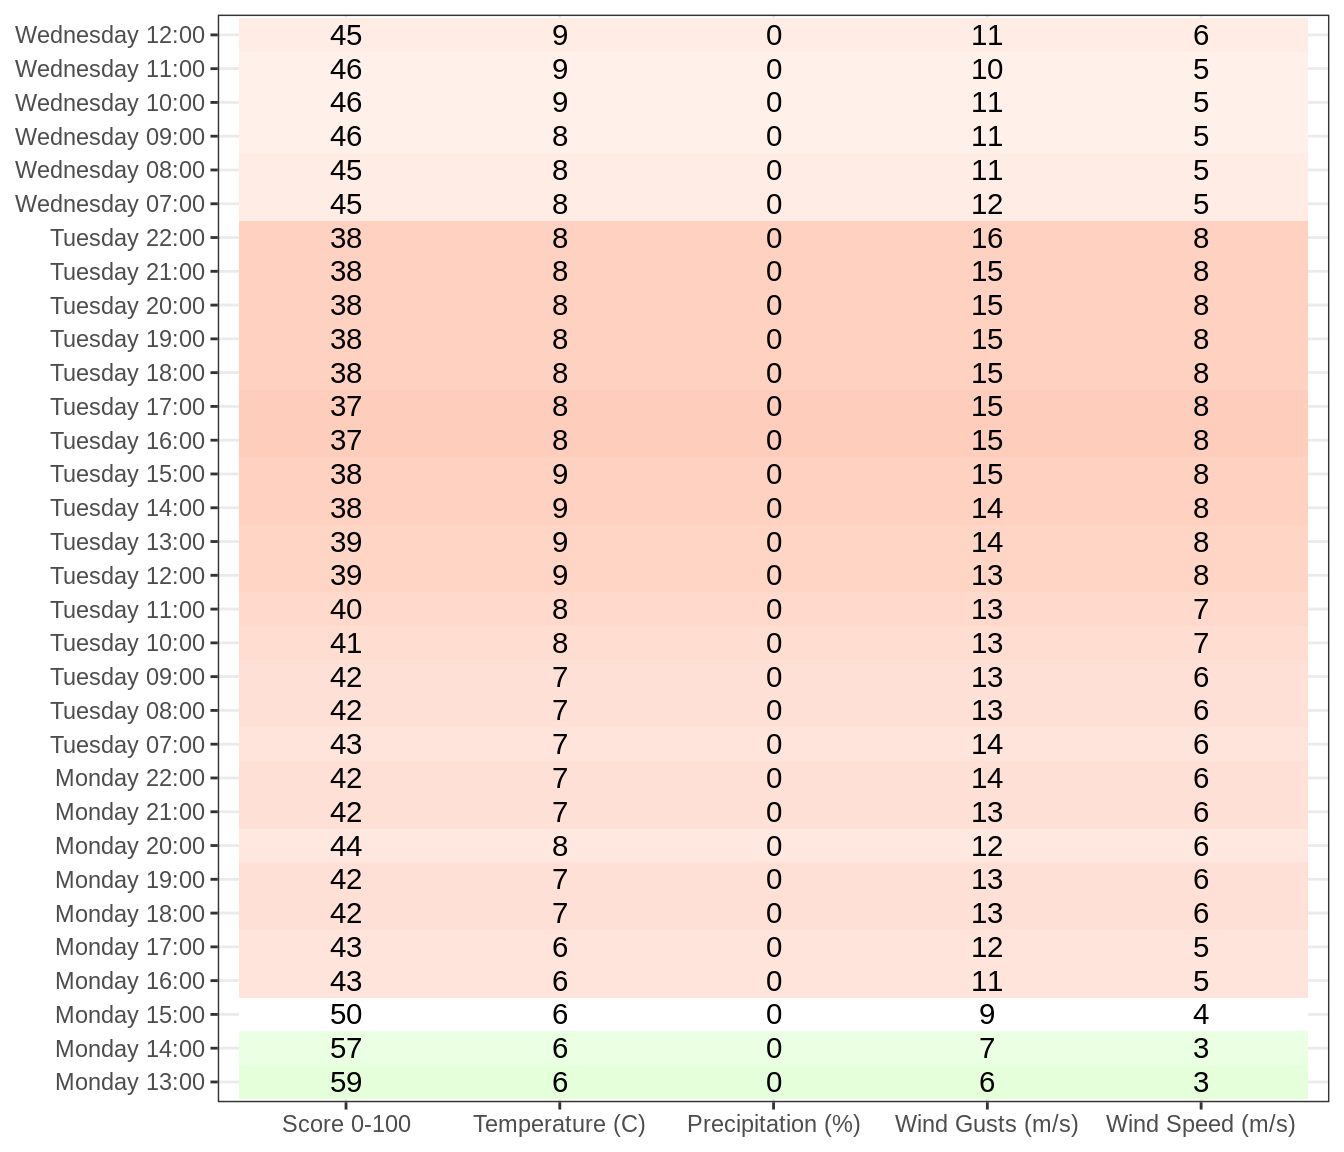 Wednesday 12:00 45 9 0 11 6
Wednesday 11:00 46 9 0 10 5
Wednesday 10:00 46 9 0 11 5
Wednesday 09:00 46 8 0 11 5
Wednesday 08:00 45 8 0 11 5
Wednesday 07:00 45 8 0 12 5
Tuesday 22:00 38 8 0 16 8
Tuesday 21:00 38 8 0 15 8
Tuesday 20:00 38 8 0 15 8
Tuesday 19:00 38 8 0 15 8
Tuesday 18:00 38 8 0 15 8
Tuesday 17:00 37 8 0 15 8
Tuesday 16:00 37 8 0 15 8
Tuesday 15:00 38 9 0 15 8
Tuesday 14:00 38 9 0 14 8
Tuesday 13:00 39 9 0 14 8
Tuesday 12:00 39 9 0 13 8
Tuesday 11:00 40 8 0 13 7
Tuesday 10:00 41 8 0 13 7
Tuesday 09:00 42 7 0 13 6
Tuesday 08:00 42 7 0 13 6
Tuesday 07:00 43 7 0 14 6
Monday 22:00 42 7 0 14 6
Monday 21:00 42 7 0 13 6
Monday 20:00 44 8 0 12 6
Monday 19:00 42 7 0 13 6
Monday 18:00 42 7 0 13 6
Monday 17:00 43 6 0 12 5
Monday 16:00 43 6 0 11 5
Monday 15:00 50 6 0 9 4
Monday 14:00 57 6 0 7 3
Monday 13:00 59 6 0 6 3
Score 0-100 Temperature (C) Precipitation (%) Wind Gusts (m/s) Wind Speed (m/s)